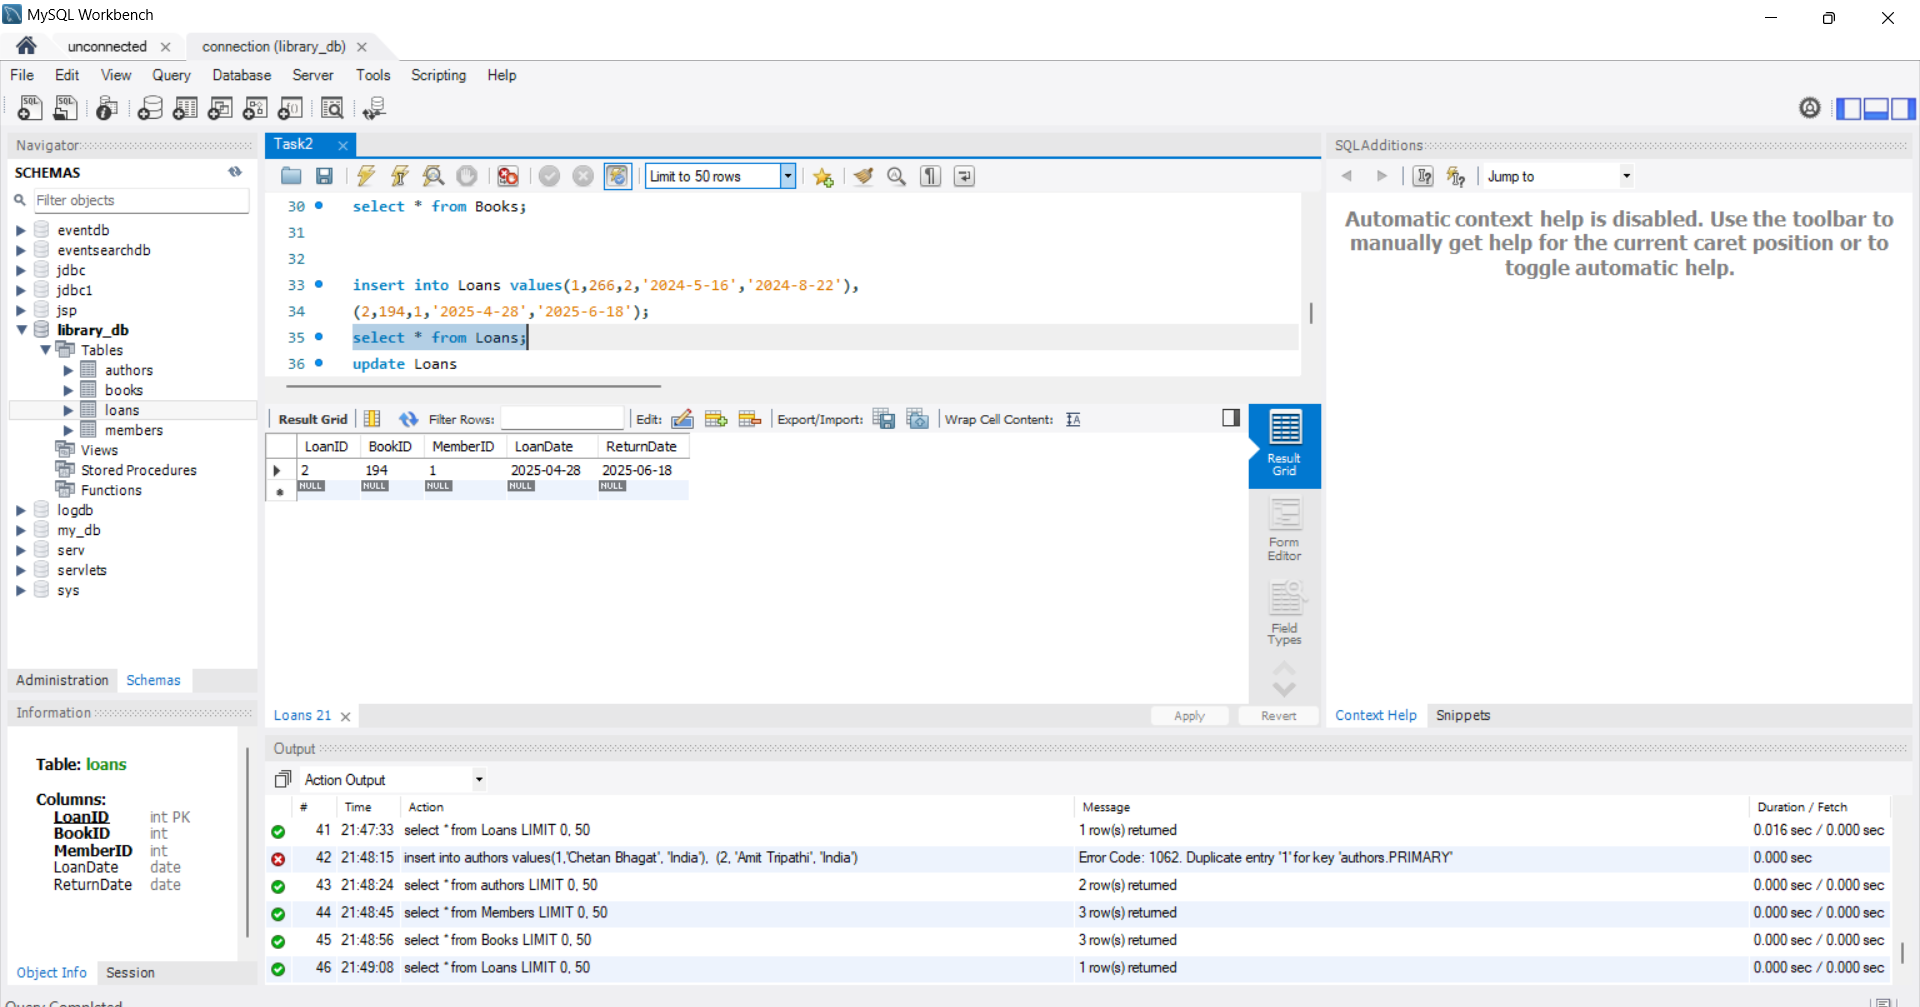 MySQL Workbench
unconnected
connection (library_db)
File Edit View Query Database Server Tools Scripting Help
Navigator
SCHEMAS
Filter objects
eventdb
eventsearchdb
jdbc
jdbc1
jsp
library_db
Tables
authors
books
loans
members
Views
Stored Procedures
Functions
logdb
my_db
serv
servlets
sys
Administration Schemas
Information
Table: loans
Columns:
LoanID int PK
BookID int
MemberID int
LoanDate date
ReturnDate date
Object Info Session
Task2
Limit to 50 rows
30 select * from Books;
31
32
33 insert into Loans values(1,266,2,'2024-5-16','2024-8-22'),
34 (2,194,1,'2025-4-28','2025-6-18');
35 select * from Loans;
36 update Loans
Result Grid Filter Rows: Edit: Export/Import: Wrap Cell Content:
LoanID BookID MemberID LoanDate ReturnDate
2 194 1 2025-04-28 2025-06-18
NULL NULL NULL NULL NULL
Result
Grid
Form
Editor
Field
Types
Loans 21
Apply Revert
SQLAdditions
Jump to
Automatic context help is disabled. Use the toolbar to
manually get help for the current caret position or to
toggle automatic help.
Context Help Snippets
Output
Action Output
# Time Action Message Duration / Fetch
41 21:47:33 select * from Loans LIMIT 0, 50 1 row(s) returned 0.016 sec / 0.000 sec
42 21:48:15 insert into authors values(1,'Chetan Bhagat', 'India'), (2, 'Amit Tripathi', 'India') Error Code: 1062. Duplicate entry '1' for key 'authors.PRIMARY' 0.000 sec
43 21:48:24 select * from authors LIMIT 0, 50 2 row(s) returned 0.000 sec / 0.000 sec
44 21:48:45 select * from Members LIMIT 0, 50 3 row(s) returned 0.000 sec / 0.000 sec
45 21:48:56 select * from Books LIMIT 0, 50 3 row(s) returned 0.000 sec / 0.000 sec
46 21:49:08 select * from Loans LIMIT 0, 50 1 row(s) returned 0.000 sec / 0.000 sec
Query Completed